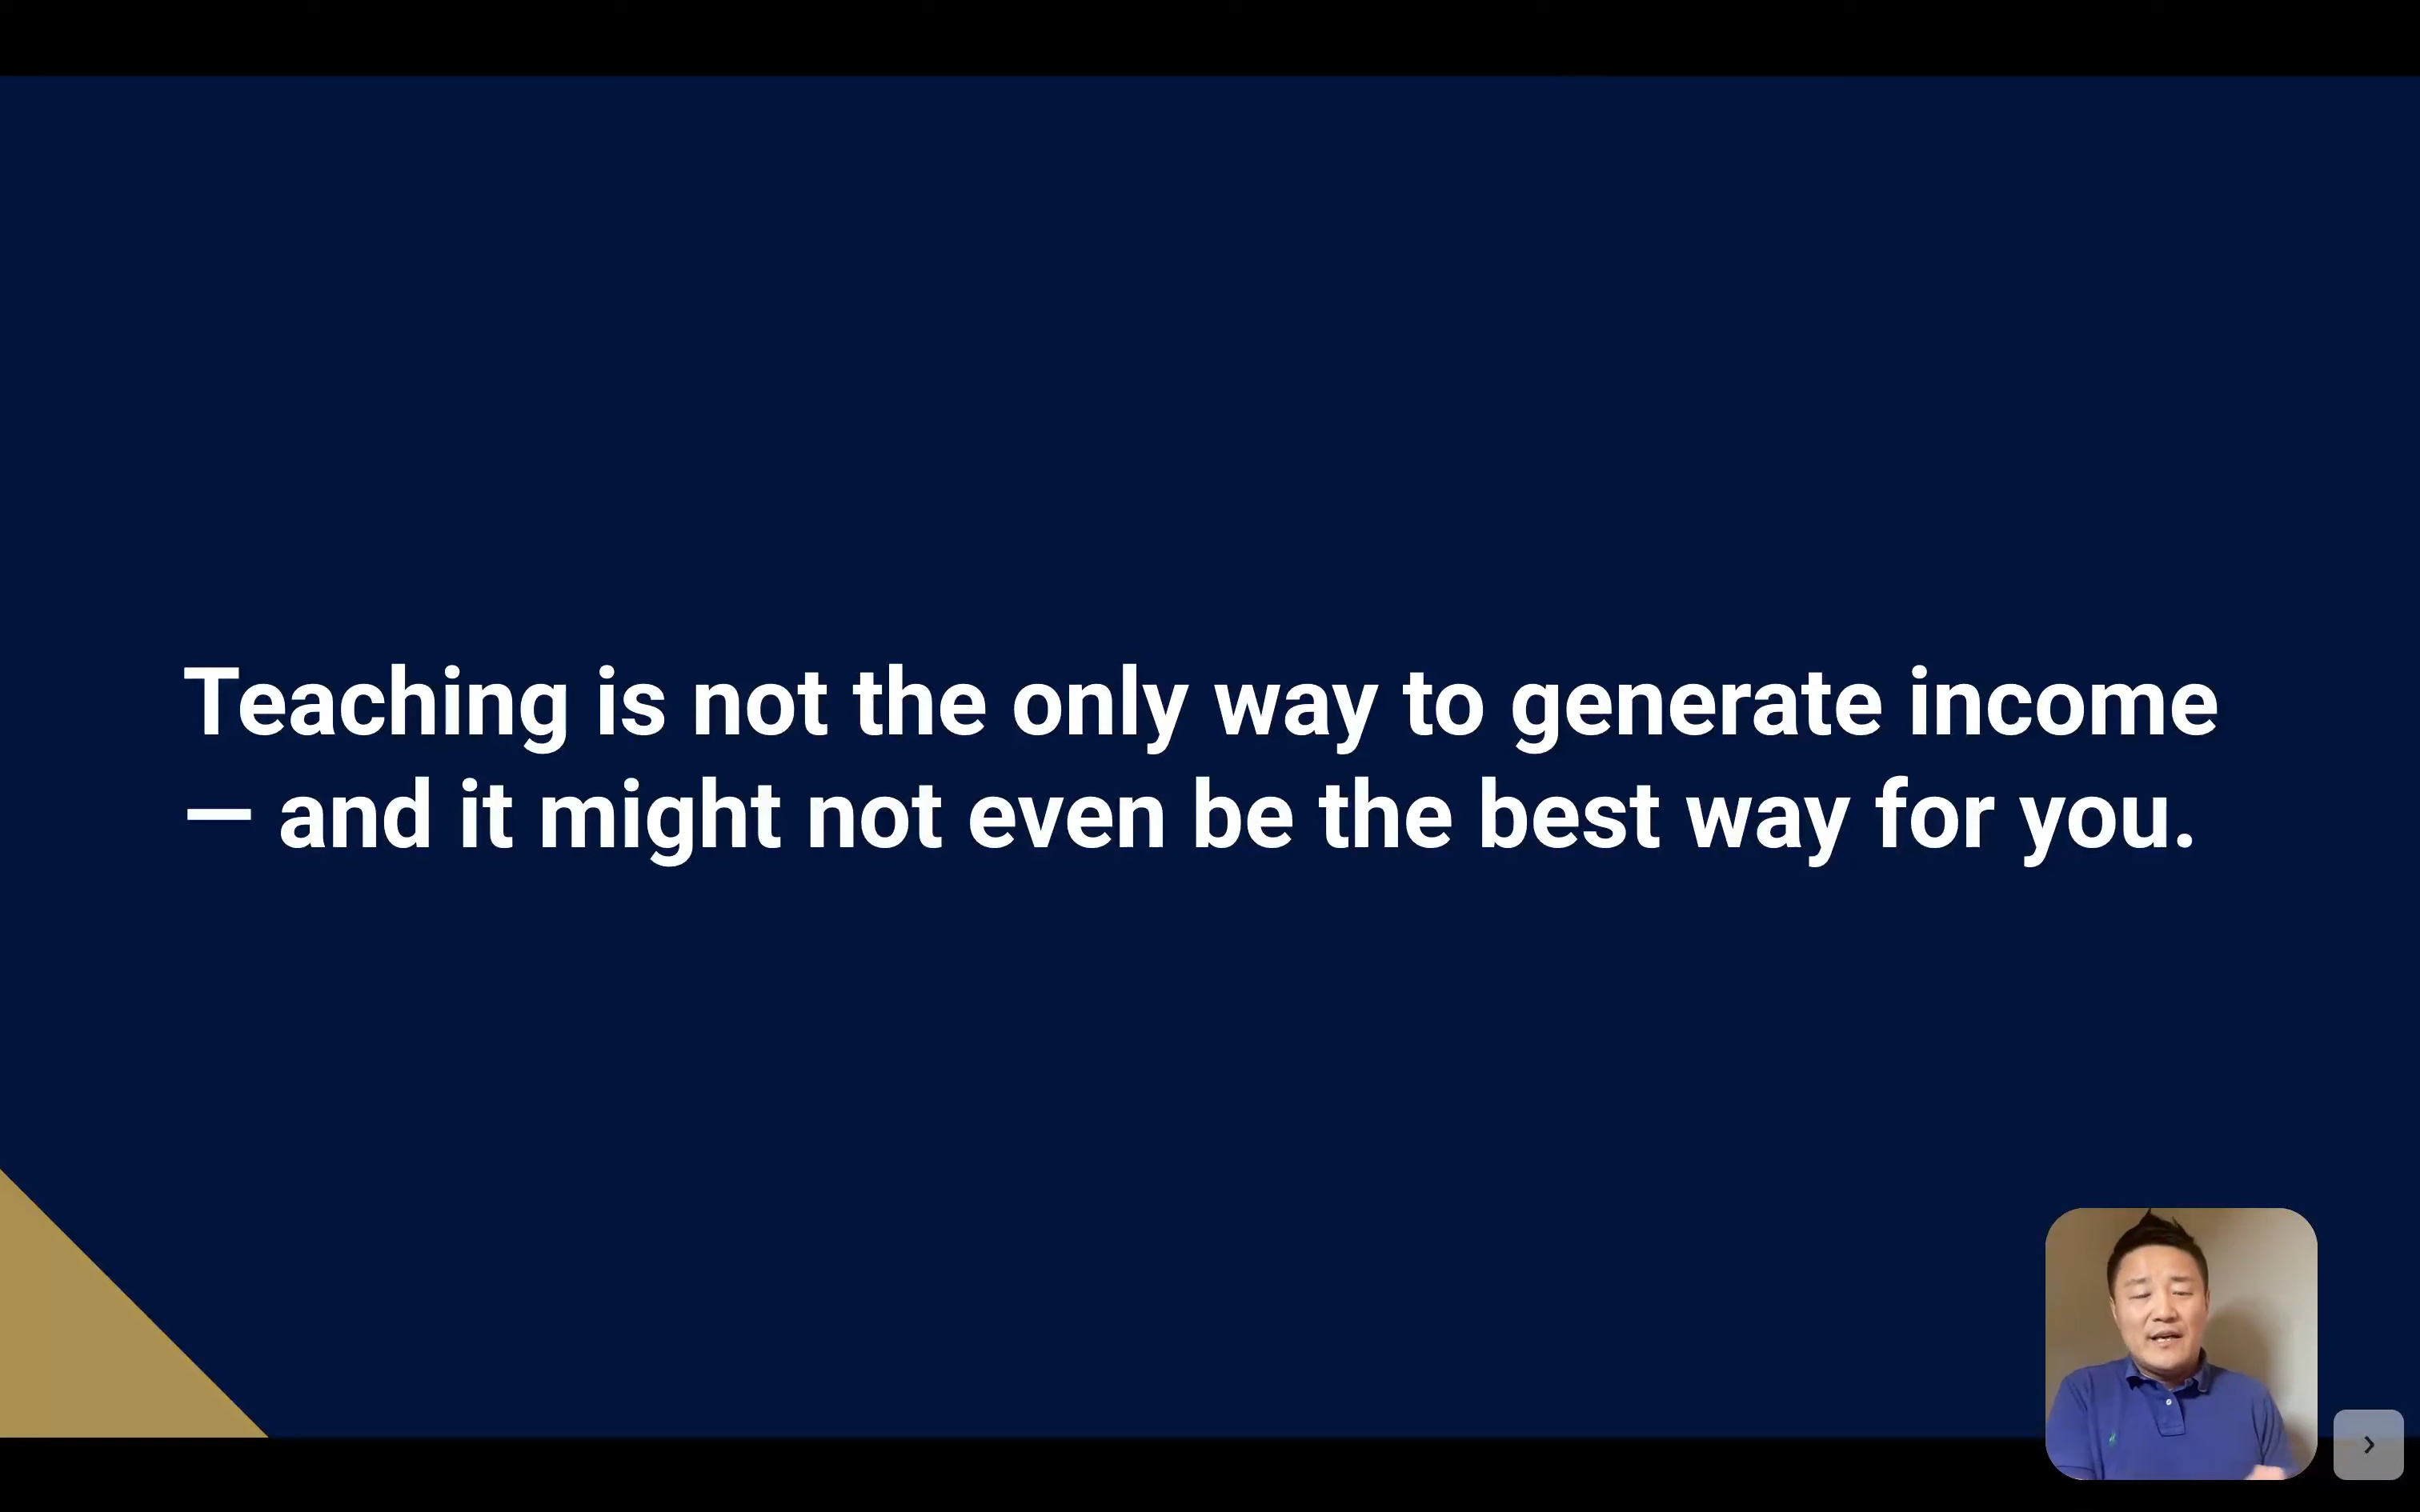 Teaching is not the only way to generate income
— and it might not even be the best way for you.